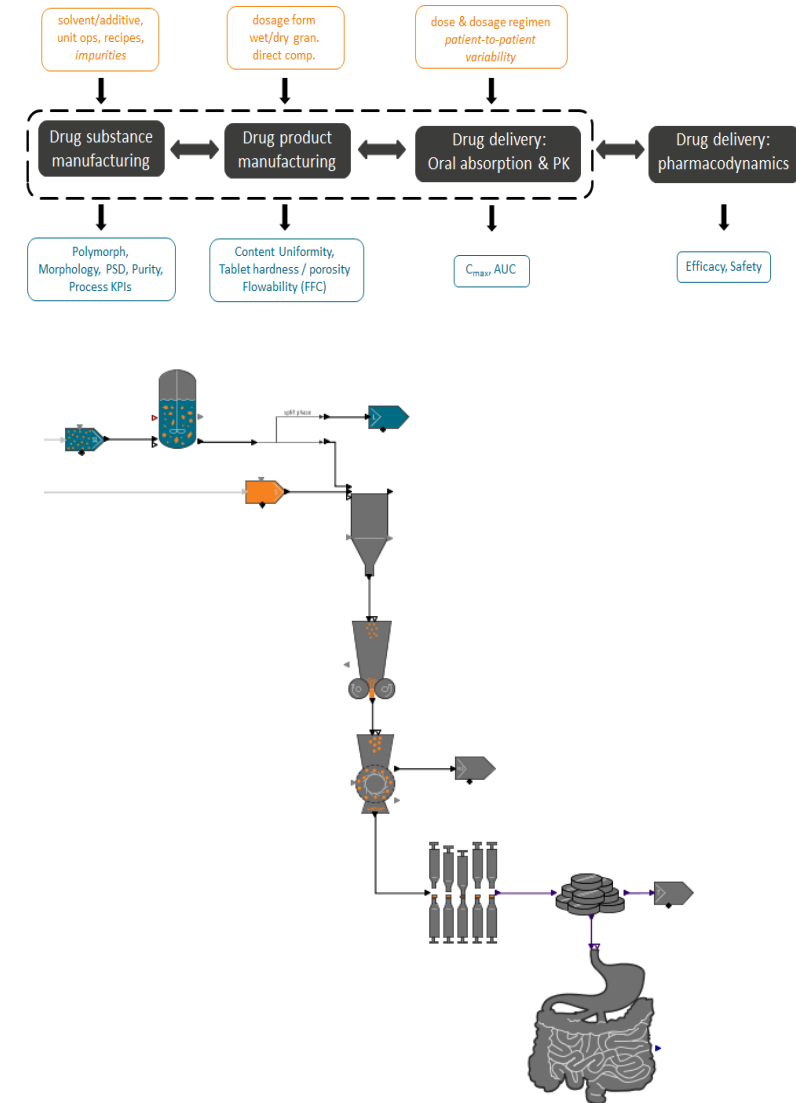 solvent/additive,
unit ops, recipes,
impurities
dosage form
wet/dry gran.
direct comp.
dose & dosage regimen
patient-to-patient
variability
Drug substance
manufacturing
Drug product
manufacturing
Drug delivery:
Oral absorption & PK
Drug delivery:
pharmacodynamics
Polymorph,
Morphology, PSD, Purity,
Process KPIs
Content Uniformity,
Tablet hardness / porosity
Flowability (FFC)
Cmax, AUC
Efficacy, Safety
split phase